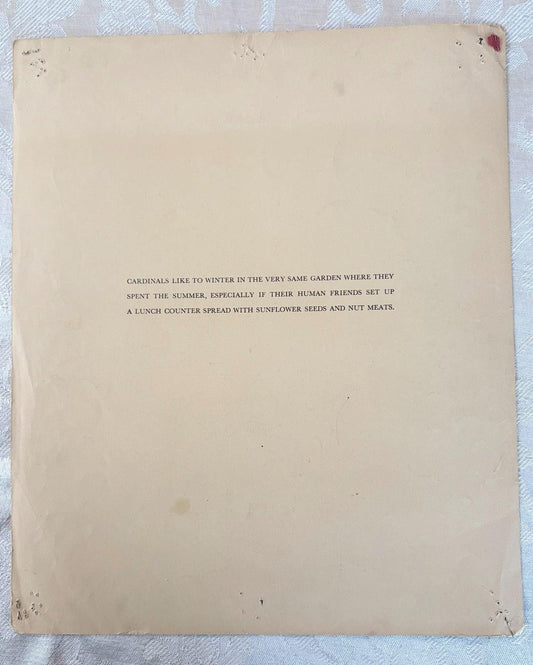 CARDINALS LIKE TO WINTER IN THE VERY SAME GARDEN WHERE THEY
SPENT THE SUMMER, ESPECIALLY IF THEIR HUMAN FRIENDS SET UP
A LUNCH COUNTER SPREAD WITH SUNFLOWER SEEDS AND NUT MEATS.